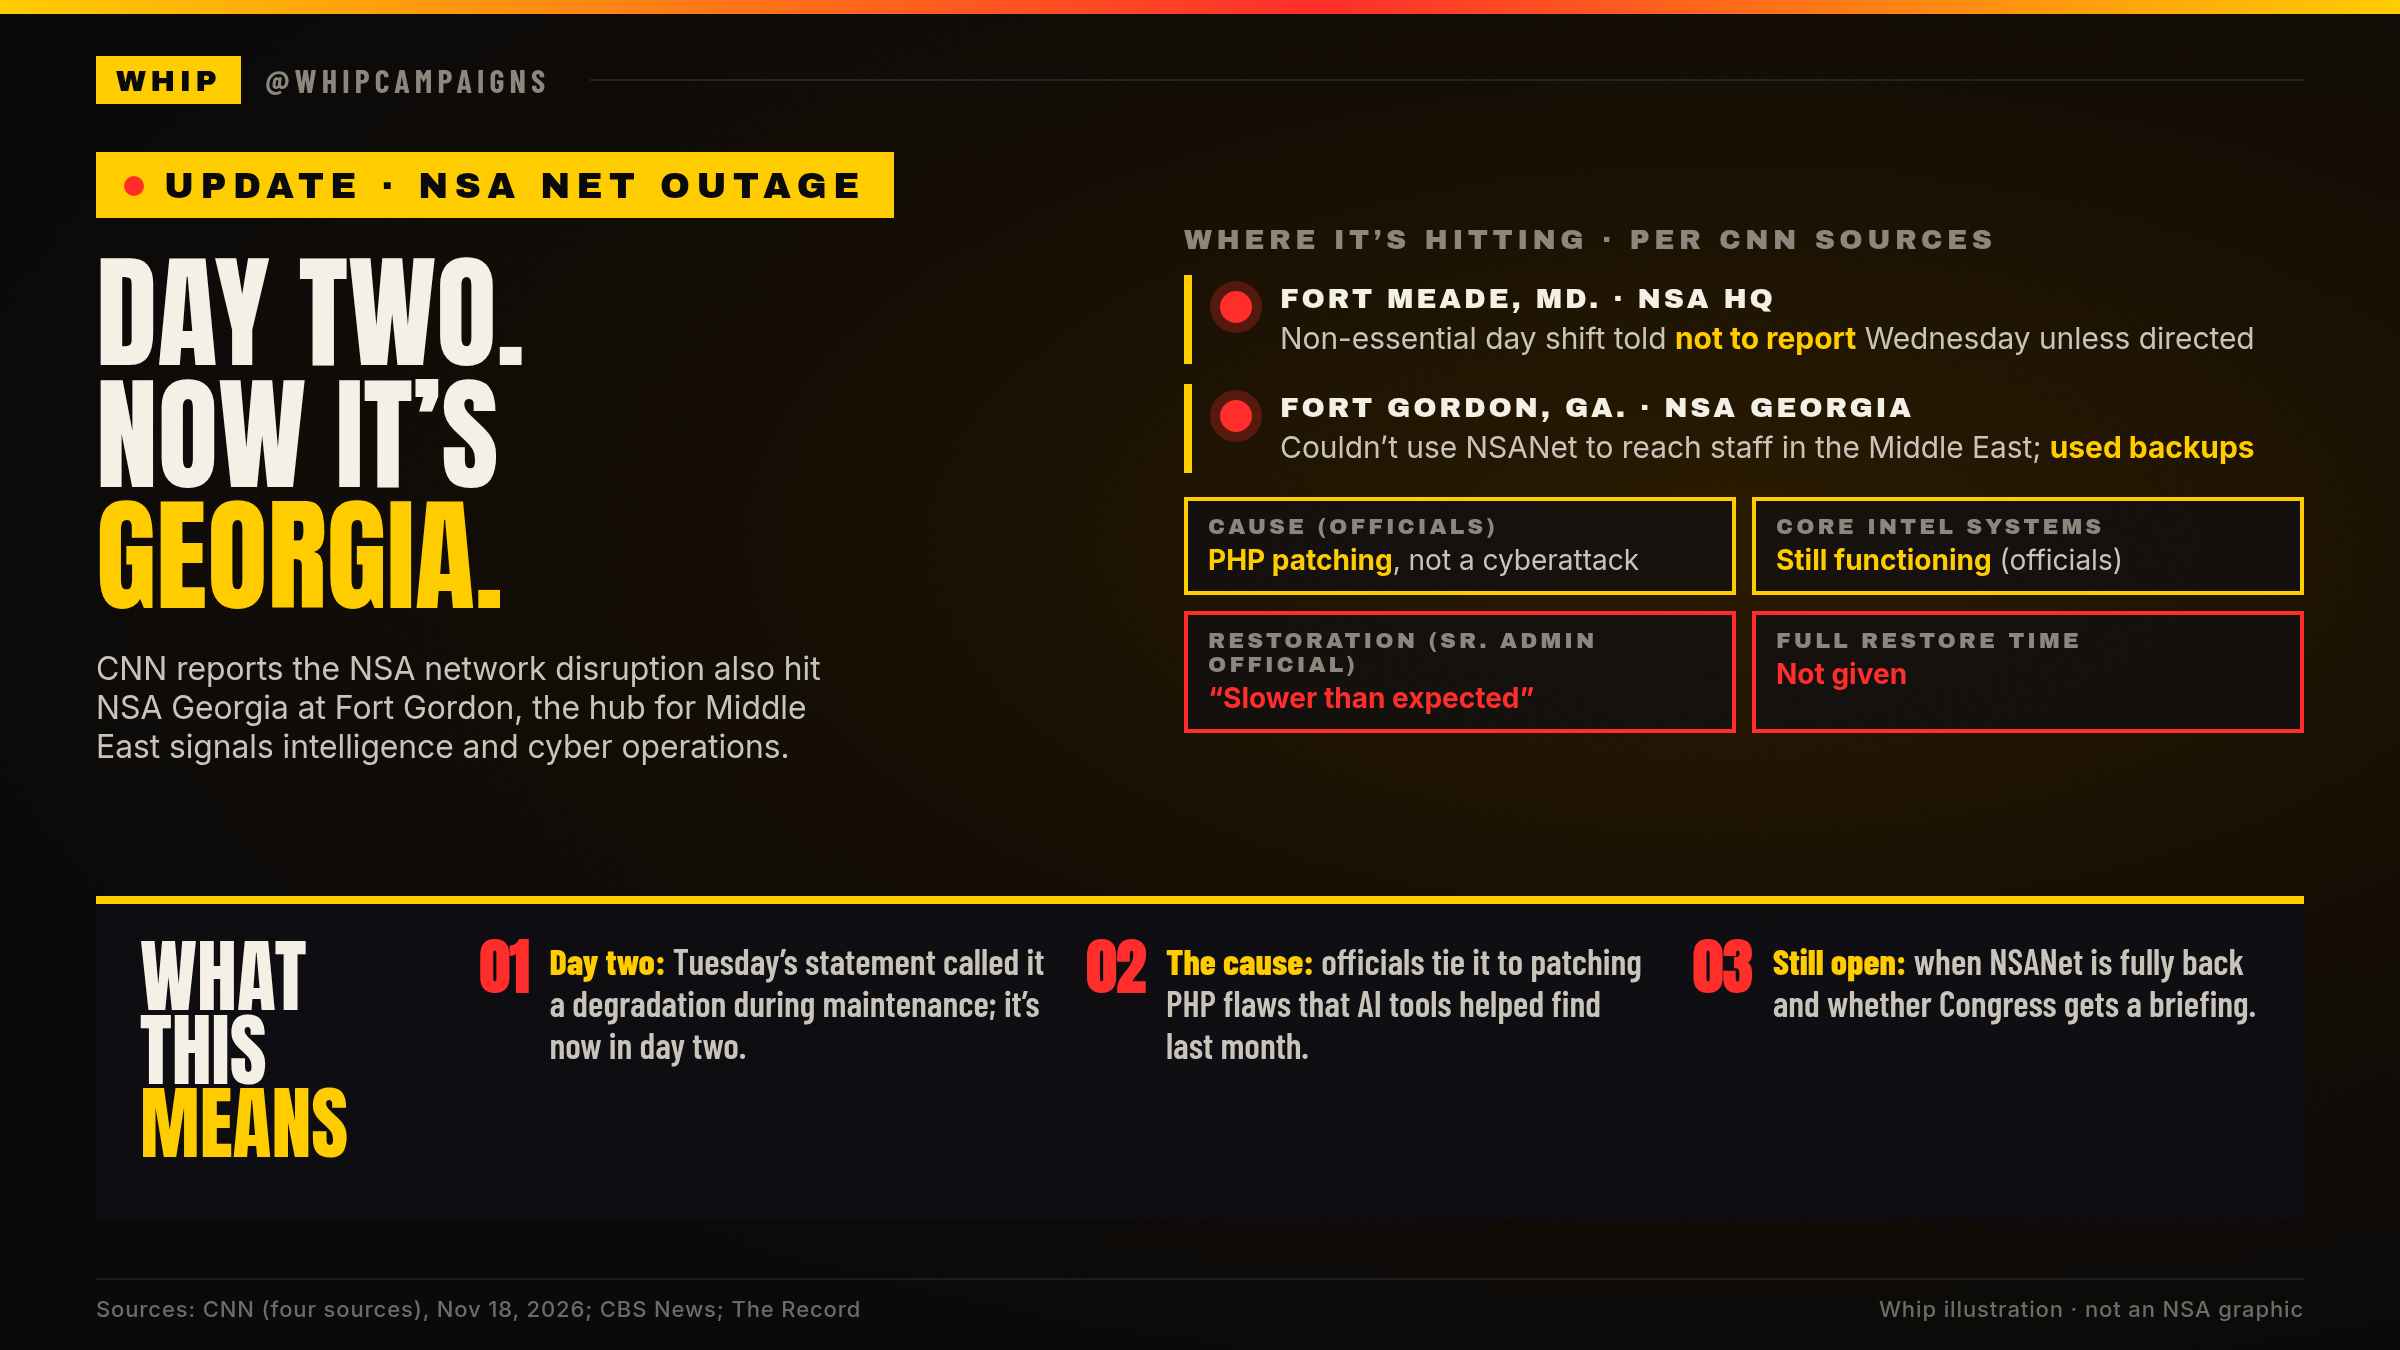 WHIP @WHIPCAMPAIGNS
UPDATE · NSA NET OUTAGE
DAY TWO.
NOW IT’S
GEORGIA.
CNN reports the NSA network disruption also hit
NSA Georgia at Fort Gordon, the hub for Middle
East signals intelligence and cyber operations.
WHERE IT’S HITTING · PER CNN SOURCES
FORT MEADE, MD. · NSA HQ
Non-essential day shift told not to report Wednesday unless directed
FORT GORDON, GA. · NSA GEORGIA
Couldn’t use NSANet to reach staff in the Middle East; used backups
CAUSE (OFFICIALS)
PHP patching, not a cyberattack
CORE INTEL SYSTEMS
Still functioning (officials)
RESTORATION (SR. ADMIN
OFFICIAL)
“Slower than expected”
FULL RESTORE TIME
Not given
WHAT
THIS
MEANS
01 Day two: Tuesday’s statement called it
a degradation during maintenance; it’s
now in day two.
02 The cause: officials tie it to patching
PHP flaws that AI tools helped find
last month.
03 Still open: when NSANet is fully back
and whether Congress gets a briefing.
Sources: CNN (four sources), Nov 18, 2026; CBS News; The Record
Whip illustration · not an NSA graphic